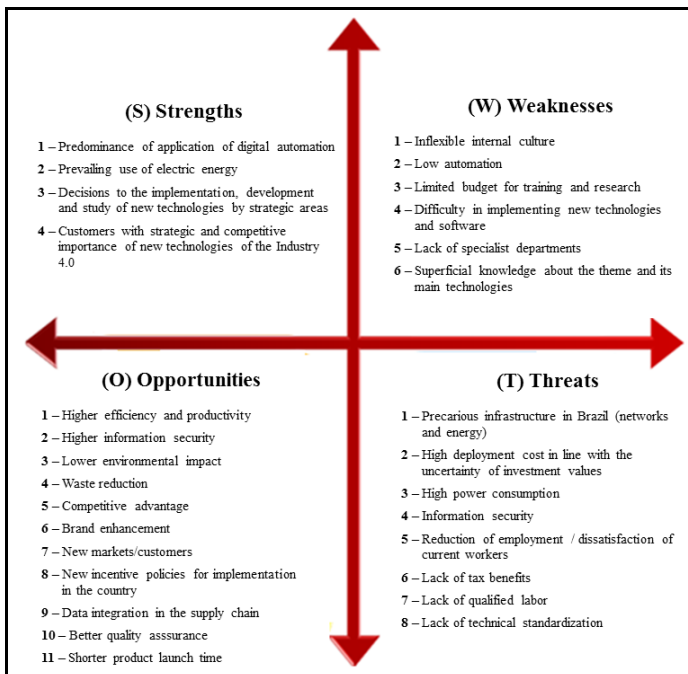 (S) Strengths
1 – Predominance of application of digital automation
2 – Prevailing use of electric energy
3 – Decisions to the implementation, development
and study of new technologies by strategic areas
4 – Customers with strategic and competitive
importance of new technologies of the Industry
4.0
(W) Weaknesses
1 – Inflexible internal culture
2 – Low automation
3 – Limited budget for training and research
4 – Difficulty in implementing new technologies
and software
5 – Lack of specialist departments
6 – Superficial knowledge about the theme and its
main technologies
(O) Opportunities
1 – Higher efficiency and productivity
2 – Higher information security
3 – Lower environmental impact
4 – Waste reduction
5 – Competitive advantage
6 – Brand enhancement
7 – New markets/customers
8 – New incentive policies for implementation
in the country
9 – Data integration in the supply chain
10 – Better quality asssurance
11 – Shorter product launch time
(T) Threats
1 – Precarious infrastructure in Brazil (networks
and energy)
2 – High deployment cost in line with the
uncertainty of investment values
3 – High power consumption
4 – Information security
5 – Reduction of employment / dissatisfaction of
current workers
6 – Lack of tax benefits
7 – Lack of qualified labor
8 – Lack of technical standardization